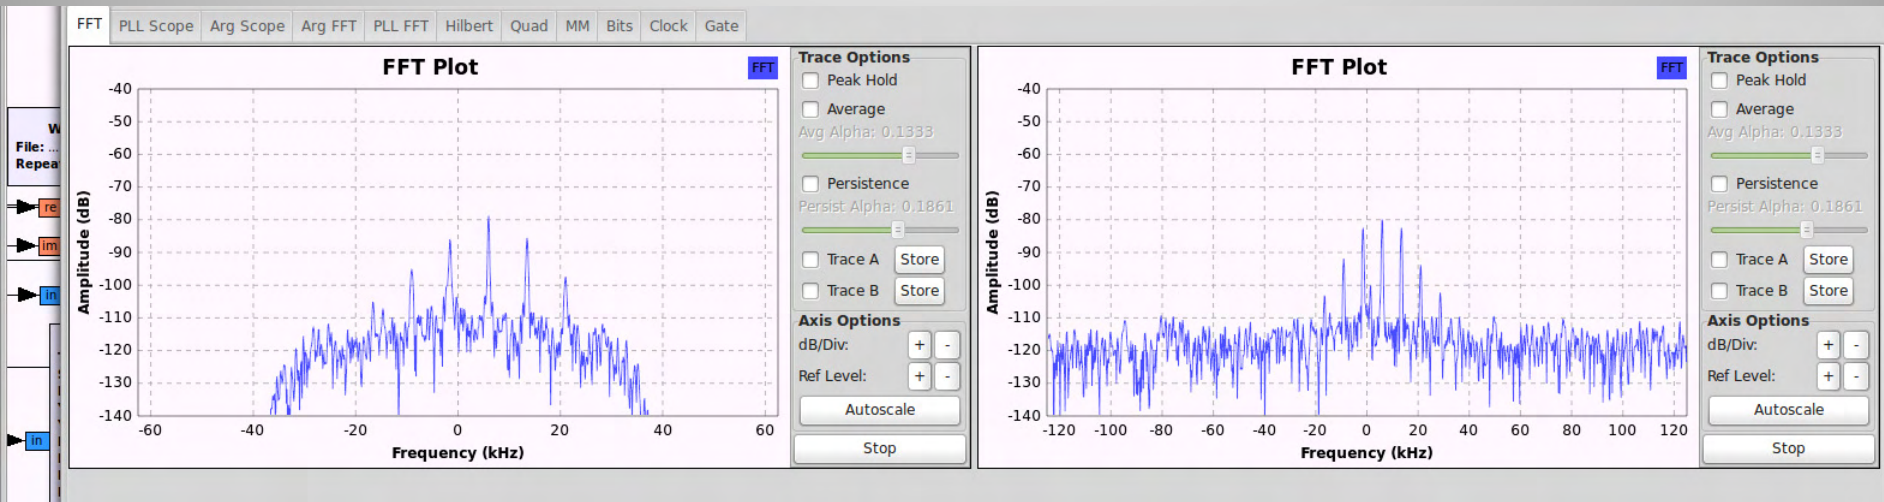 FFT PLL Scope Arg Scope Arg FFT PLL FFT Hilbert Quad MM Bits Clock Gate
W
File: ...
Repea
re
im
in
in
FFT Plot
FFT
-40
-50
-60
-70
-80
-90
-100
-110
-120
-130
-140
Amplitude (dB)
-60 -40 -20 0 20 40 60
Frequency (kHz)
Trace Options
Peak Hold
Average
Avg Alpha: 0.1333
Persistence
Persist Alpha: 0.1861
Trace A Store
Trace B Store
Axis Options
dB/Div: + -
Ref Level: + -
Autoscale
Stop
FFT Plot
FFT
-40
-50
-60
-70
-80
-90
-100
-110
-120
-130
-140
Amplitude (dB)
-120 -100 -80 -60 -40 -20 0 20 40 60 80 100 120
Frequency (kHz)
Trace Options
Peak Hold
Average
Avg Alpha: 0.1333
Persistence
Persist Alpha: 0.1861
Trace A Store
Trace B Store
Axis Options
dB/Div: + -
Ref Level: + -
Autoscale
Stop